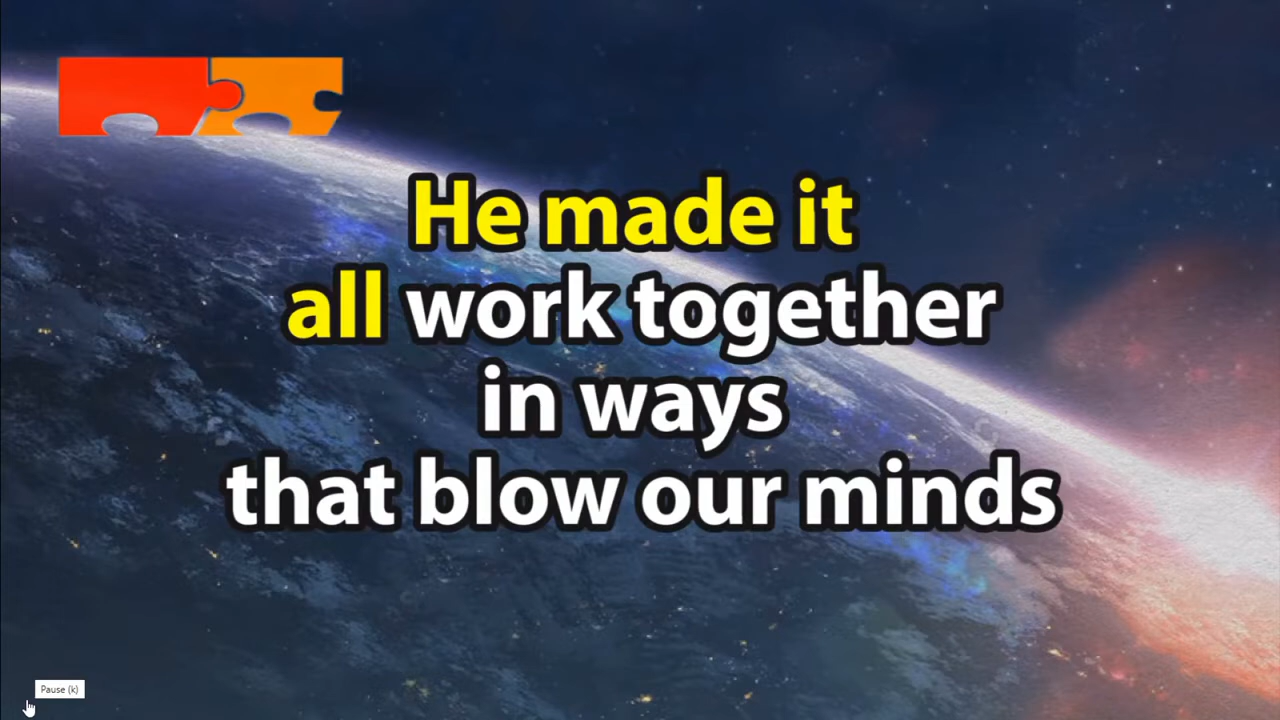 He made it
all work together
in ways
that blow our minds
Pause (k)